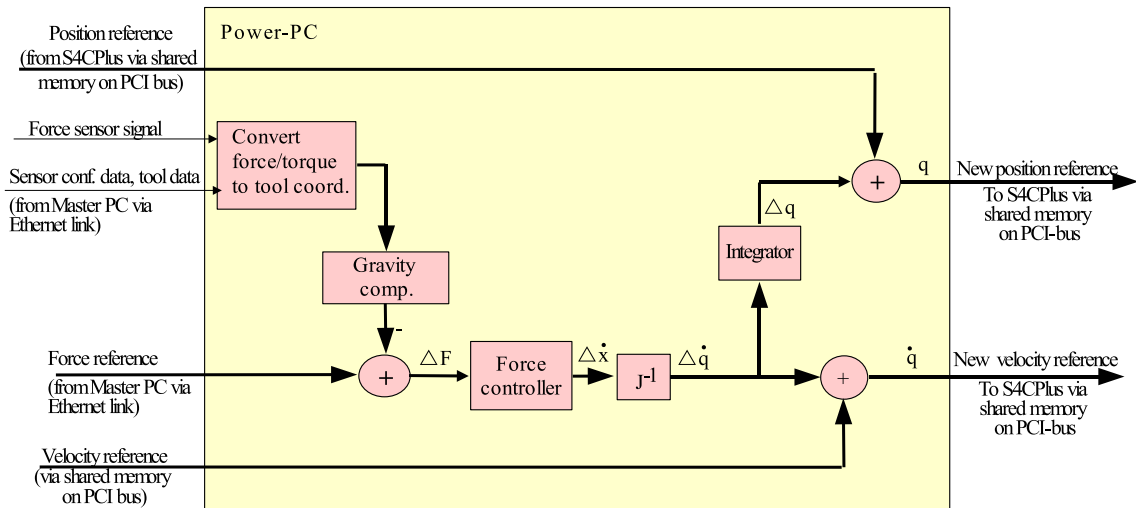 Power-PC
Position reference
(from S4CPlus via shared
memory on PCI bus)
Force sensor signal
Convert
force/torque
to tool coord.
Sensor conf. data, tool data
(from Master PC via
Ethernet link)
+
q
New position reference
To S4CPlus via
shared memory
on PCI-bus
△q
Integrator
Gravity
comp.
-
Force reference
(from Master PC via
Ethernet link)
+
△F
Force
controller
△ẋ
J-1
△q̇
+
q̇
New velocity reference
To S4CPlus via
shared memory
on PCI-bus
Velocity reference
(via shared memory
on PCI bus)